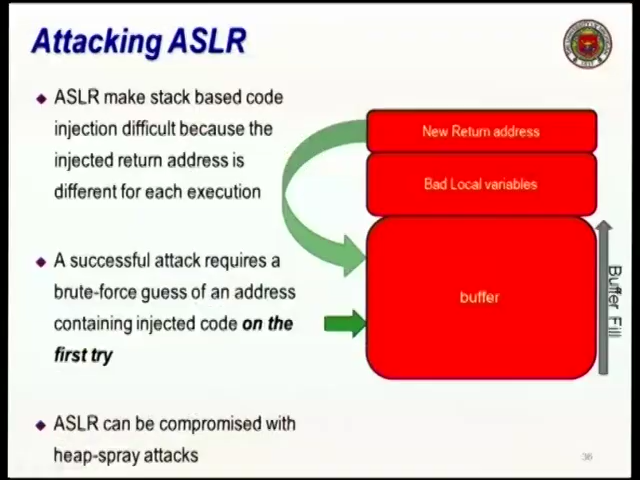 Attacking ASLR
ASLR make stack based code
injection difficult because the
injected return address is
different for each execution
A successful attack requires a
brute-force guess of an address
containing injected code on the
first try
ASLR can be compromised with
heap-spray attacks
New Return address
Bad Local variables
buffer
Buffer Fill
36